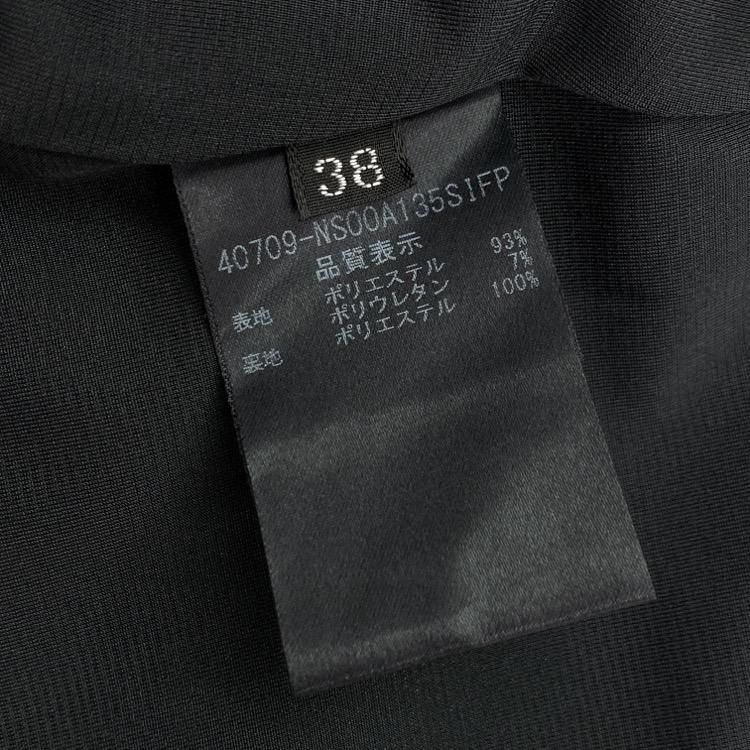 38
40709-NS00A135SIFP
品質表示
表地 ポリエステル 93%
ポリウレタン 7%
裏地 ポリエステル 100%